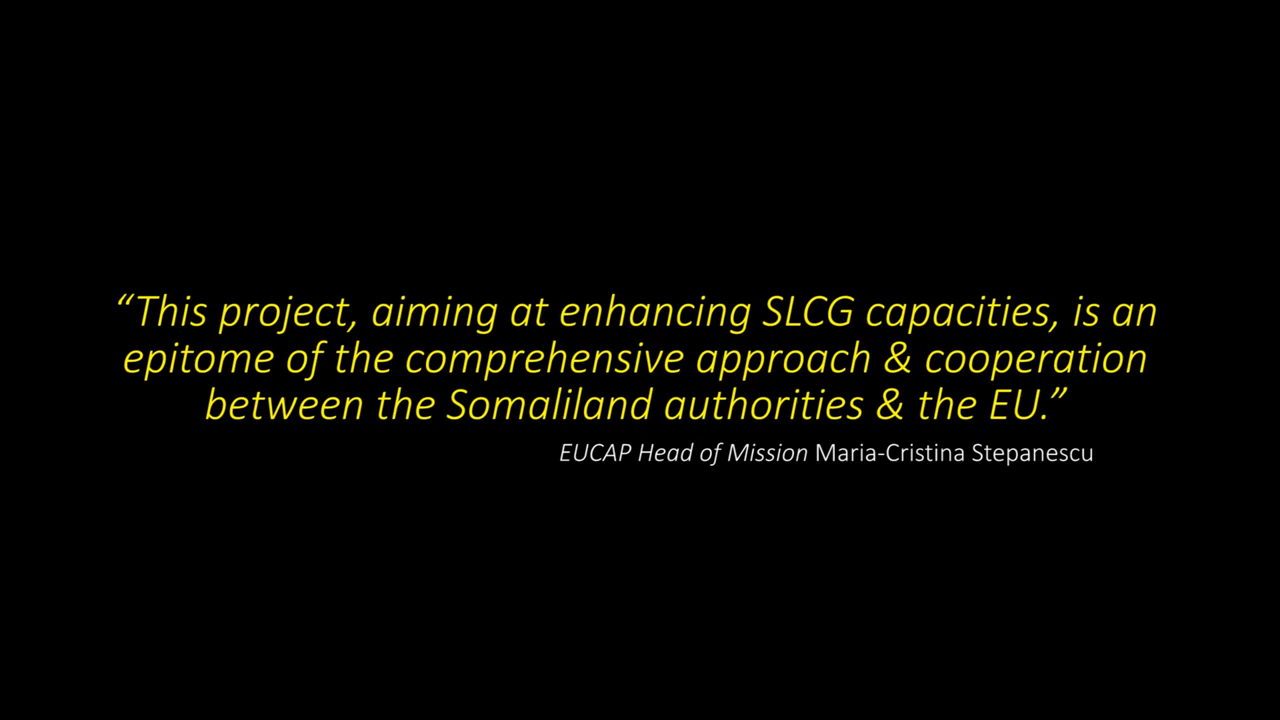 “This project, aiming at enhancing SLCG capacities, is an
epitome of the comprehensive approach & cooperation
between the Somaliland authorities & the EU.”
EUCAP Head of Mission Maria-Cristina Stepanescu